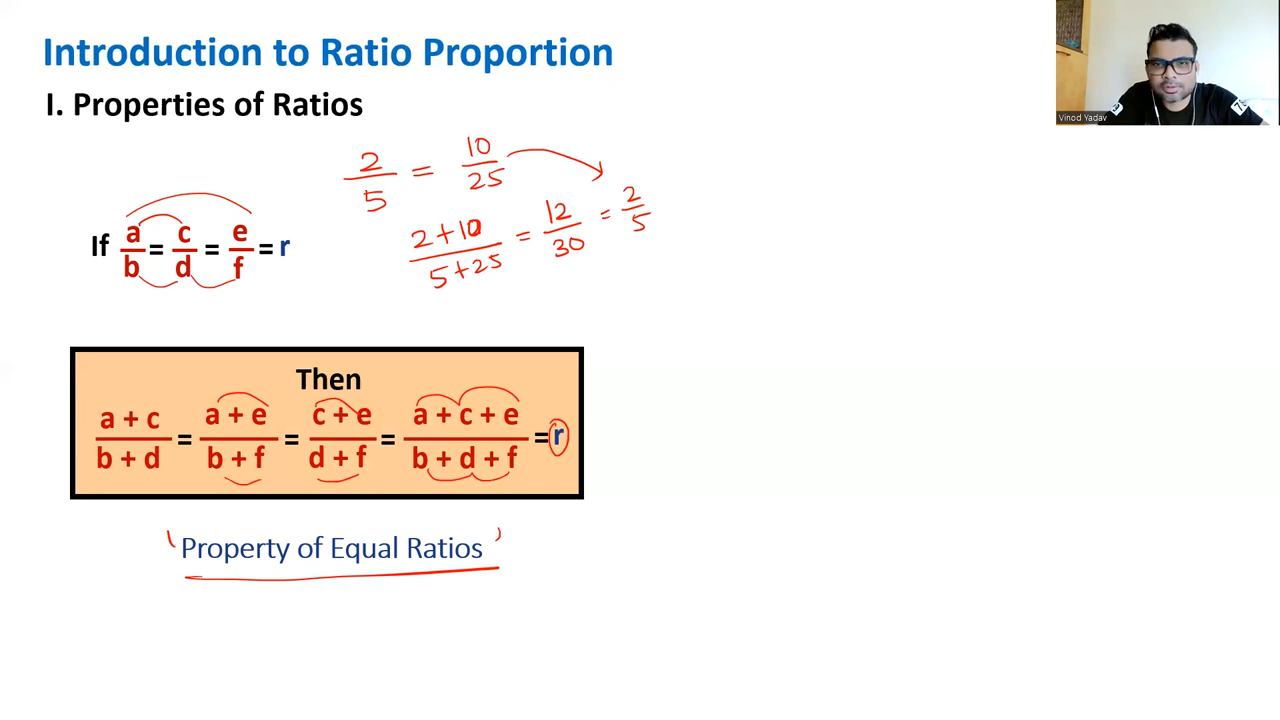 Introduction to Ratio Proportion
I. Properties of Ratios
2/5 = 10/25
(2+10)/(5+25) = 12/30 = 2/5
If a/b = c/d = e/f = r
Then
(a + c)/(b + d) = (a + e)/(b + f) = (c + e)/(d + f) = (a + c + e)/(b + d + f) = r
Property of Equal Ratios
Vinod Yadav